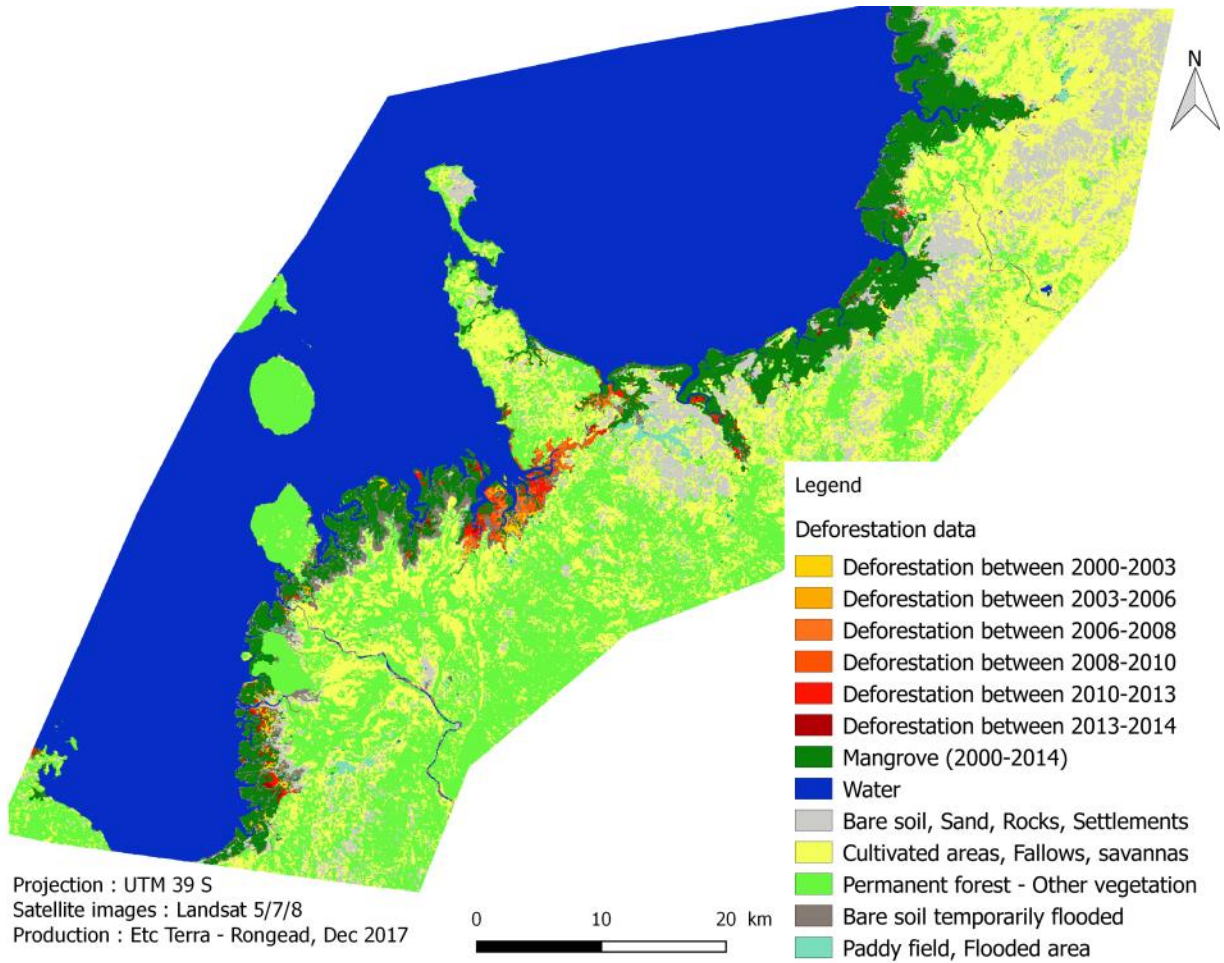 N
Legend
Deforestation data
Deforestation between 2000-2003
Deforestation between 2003-2006
Deforestation between 2006-2008
Deforestation between 2008-2010
Deforestation between 2010-2013
Deforestation between 2013-2014
Mangrove (2000-2014)
Water
Bare soil, Sand, Rocks, Settlements
Cultivated areas, Fallows, savannas
Permanent forest - Other vegetation
Bare soil temporarily flooded
Paddy field, Flooded area
Projection : UTM 39 S
Satellite images : Landsat 5/7/8
Production : Etc Terra - Rongead, Dec 2017
0 10 20 km